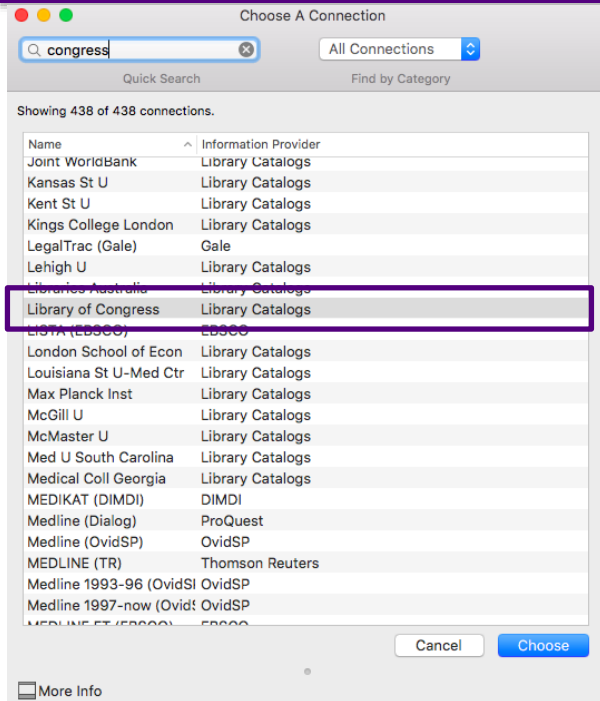 Choose A Connection
congress All Connections
Quick Search Find by Category
Showing 438 of 438 connections.
Name Information Provider
Joint WorldBank Library Catalogs
Kansas St U Library Catalogs
Kent St U Library Catalogs
Kings College London Library Catalogs
LegalTrac (Gale) Gale
Lehigh U Library Catalogs
Libraries Australia Library Catalogs
Library of Congress Library Catalogs
LISTA (EBSCO) EBSCO
London School of Econ Library Catalogs
Louisiana St U-Med Ctr Library Catalogs
Max Planck Inst Library Catalogs
McGill U Library Catalogs
McMaster U Library Catalogs
Med U South Carolina Library Catalogs
Medical Coll Georgia Library Catalogs
MEDIKAT (DIMDI) DIMDI
Medline (Dialog) ProQuest
Medline (OvidSP) OvidSP
MEDLINE (TR) Thomson Reuters
Medline 1993-96 (OvidSI OvidSP
Medline 1997-now (Ovid OvidSP
MEDLINE FT (EBSCO) EBSCO
Cancel Choose
More Info